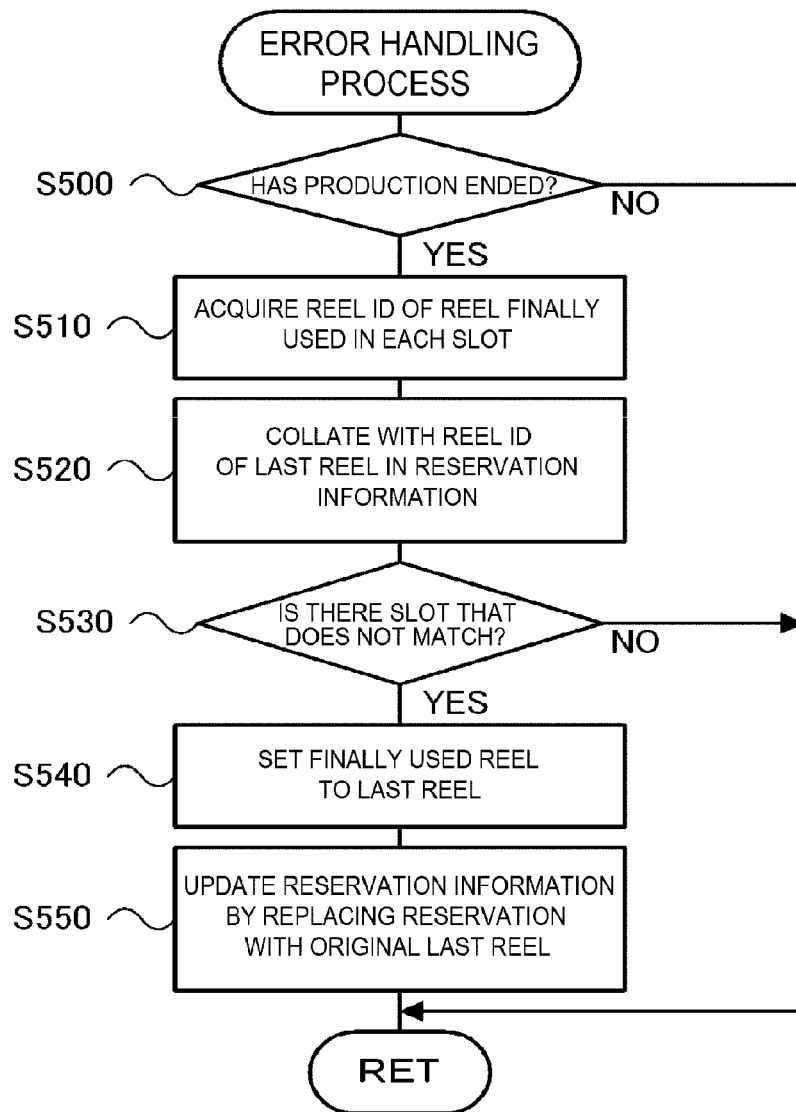 ERROR HANDLING
PROCESS
S500
HAS PRODUCTION ENDED?
NO
YES
S510
ACQUIRE REEL ID OF REEL FINALLY
USED IN EACH SLOT
S520
COLLATE WITH REEL ID
OF LAST REEL IN RESERVATION
INFORMATION
S530
IS THERE SLOT THAT
DOES NOT MATCH?
NO
YES
S540
SET FINALLY USED REEL
TO LAST REEL
S550
UPDATE RESERVATION INFORMATION
BY REPLACING RESERVATION
WITH ORIGINAL LAST REEL
RET